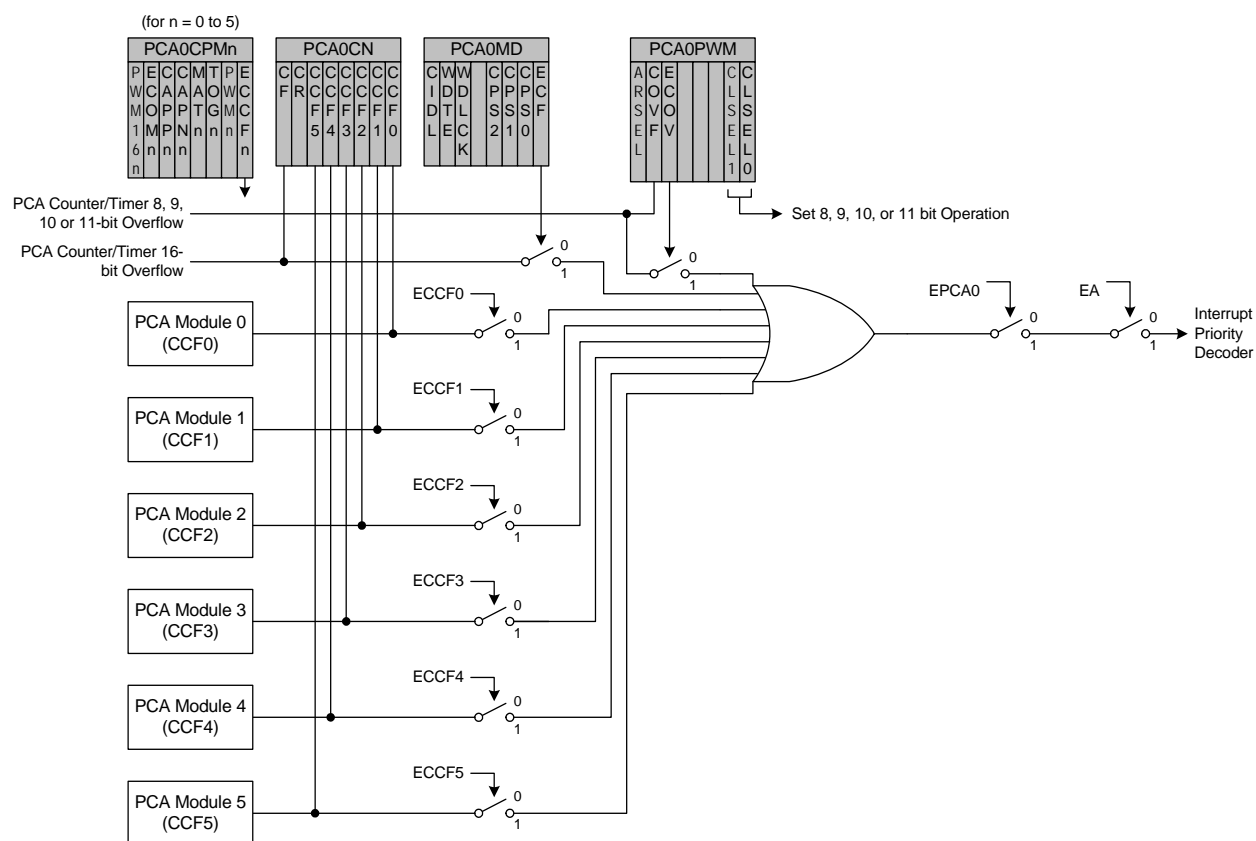 (for n = 0 to 5)
PCA0CPMn
PWM16n
ECOMn
CAPPn
CAPNn
MATn
TOGn
PWMn
ECCFn
PCA0CN
CF
CR
CCF5
CCF4
CCF3
CCF2
CCF1
CCF0
PCA0MD
CIDL
WDTE
WDLCK
CPS2
CPS1
CPS0
ECF
PCA0PWM
ARSEL
COVF
ECOV
CLSEL1
CLSEL0
PCA Counter/Timer 8, 9,
10 or 11-bit Overflow
Set 8, 9, 10, or 11 bit Operation
PCA Counter/Timer 16-
bit Overflow
0
1
0
1
PCA Module 0
(CCF0)
ECCF0
0
1
EPCA0
0
1
EA
0
1
Interrupt
Priority
Decoder
PCA Module 1
(CCF1)
ECCF1
0
1
PCA Module 2
(CCF2)
ECCF2
0
1
PCA Module 3
(CCF3)
ECCF3
0
1
PCA Module 4
(CCF4)
ECCF4
0
1
PCA Module 5
(CCF5)
ECCF5
0
1